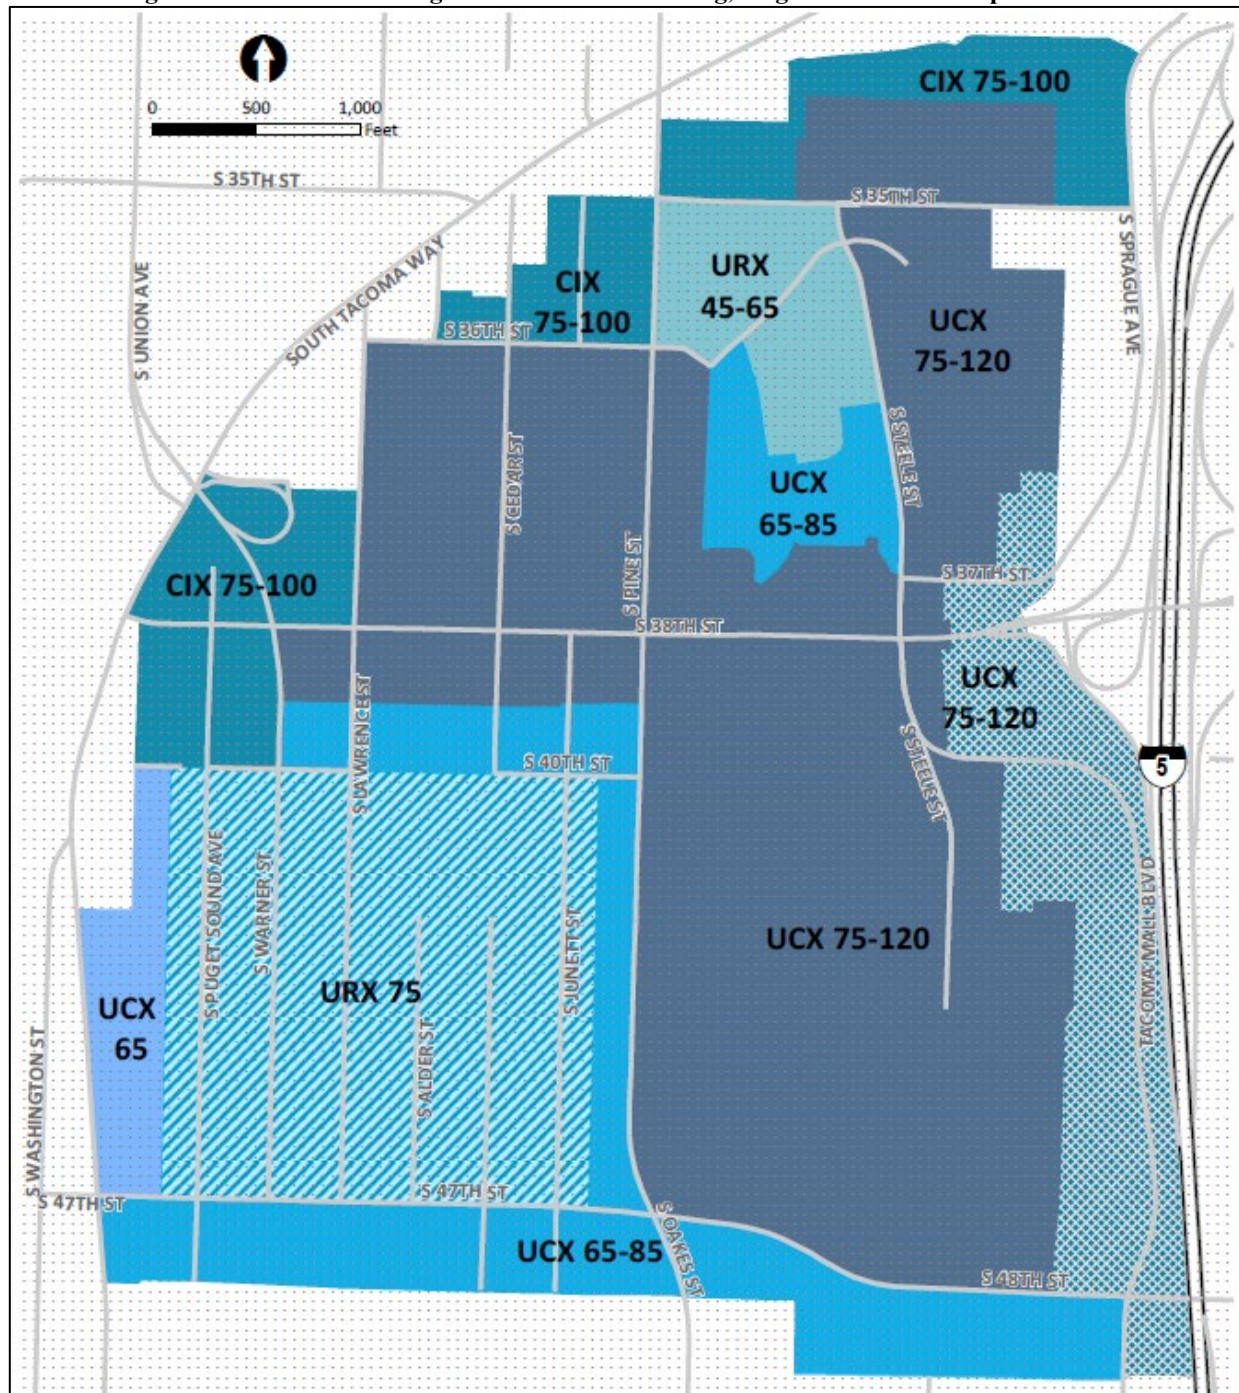 0 500 1,000
Feet
CIX 75-100
S 35TH ST
S 35TH ST
S UNION AVE
SOUTH TACOMA WAY
S SPRAGUE AVE
URX
45-65
CIX
75-100
S 36TH ST
UCX
75-120
S CEDAR ST
S STEELE ST
UCX
65-85
S PINE ST
CIX 75-100
S 37TH ST
S 38TH ST
UCX
75-120
S LAWRENCE ST
S STEELE ST
S 40TH ST
5
S PUGET SOUND AVE
S WARNER ST
S JUNETT ST
UCX 75-120
TACOMA MALL BLVD
URX 75
UCX
65
S ALDER ST
S WASHINGTON ST
S 47TH ST
S 47TH ST
UCX 65-85
S OAKES ST
S 48TH ST